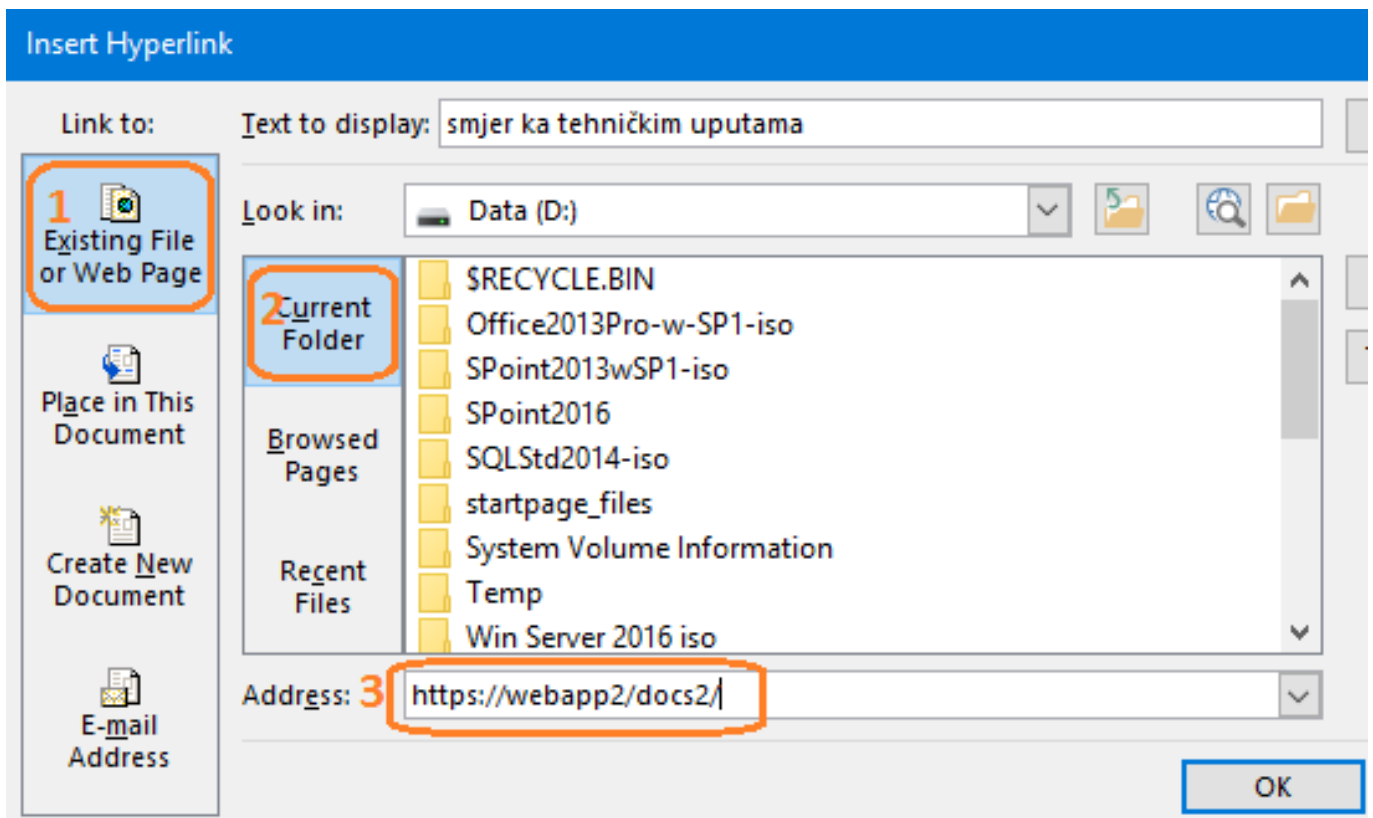 Insert Hyperlink
Link to:
Text to display: smjer ka tehničkim uputama
1
Existing File
or Web Page
Look in: Data (D:)
2
Current
Folder
$RECYCLE.BIN
Office2013Pro-w-SP1-iso
SPoint2013wSP1-iso
SPoint2016
SQLStd2014-iso
startpage_files
System Volume Information
Temp
Win Server 2016 iso
Place in This
Document
Browsed
Pages
Create New
Document
Recent
Files
E-mail
Address
Address: 3 https://webapp2/docs2/
OK